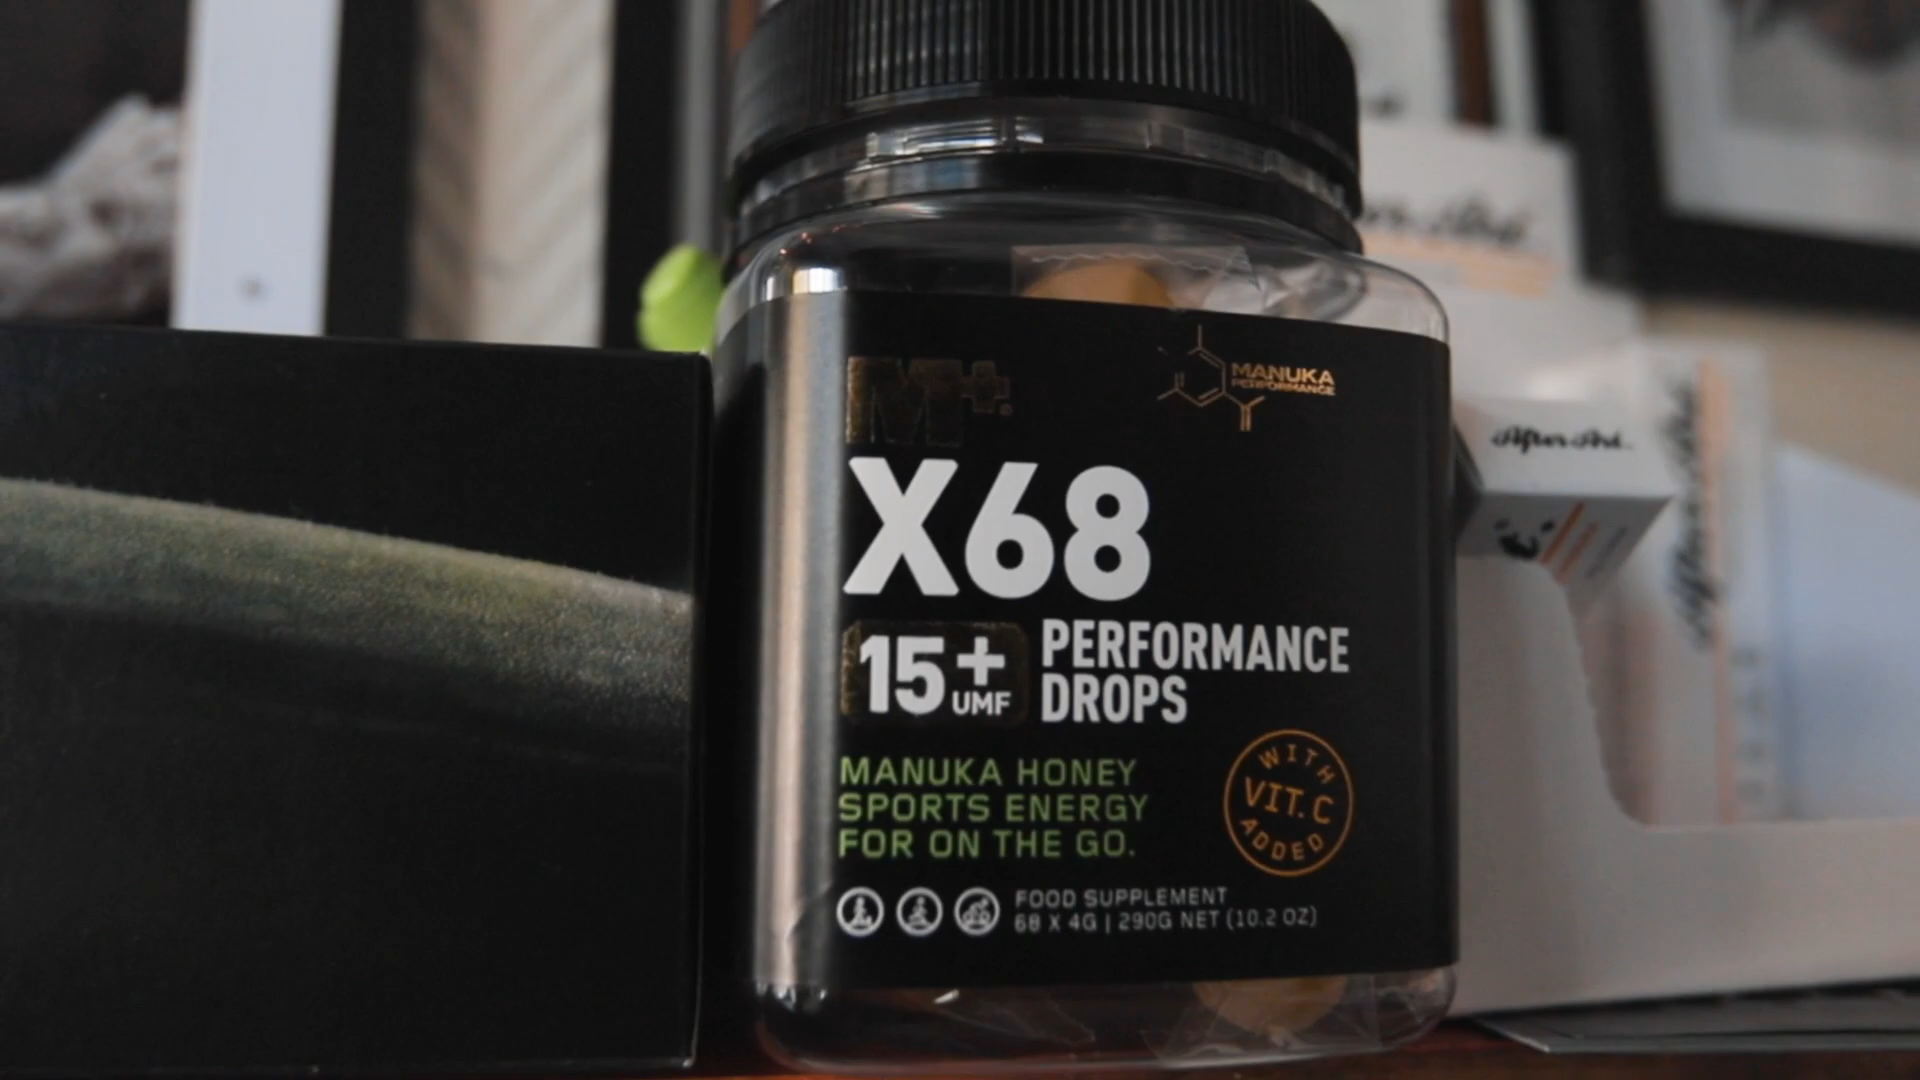 M+
MANUKA
PERFORMANCE
X68
15+
UMF
PERFORMANCE
DROPS
MANUKA HONEY
SPORTS ENERGY
FOR ON THE GO.
WITH
VIT. C
ADDED
FOOD SUPPLEMENT
68 X 4G | 290G NET (10.2 OZ)